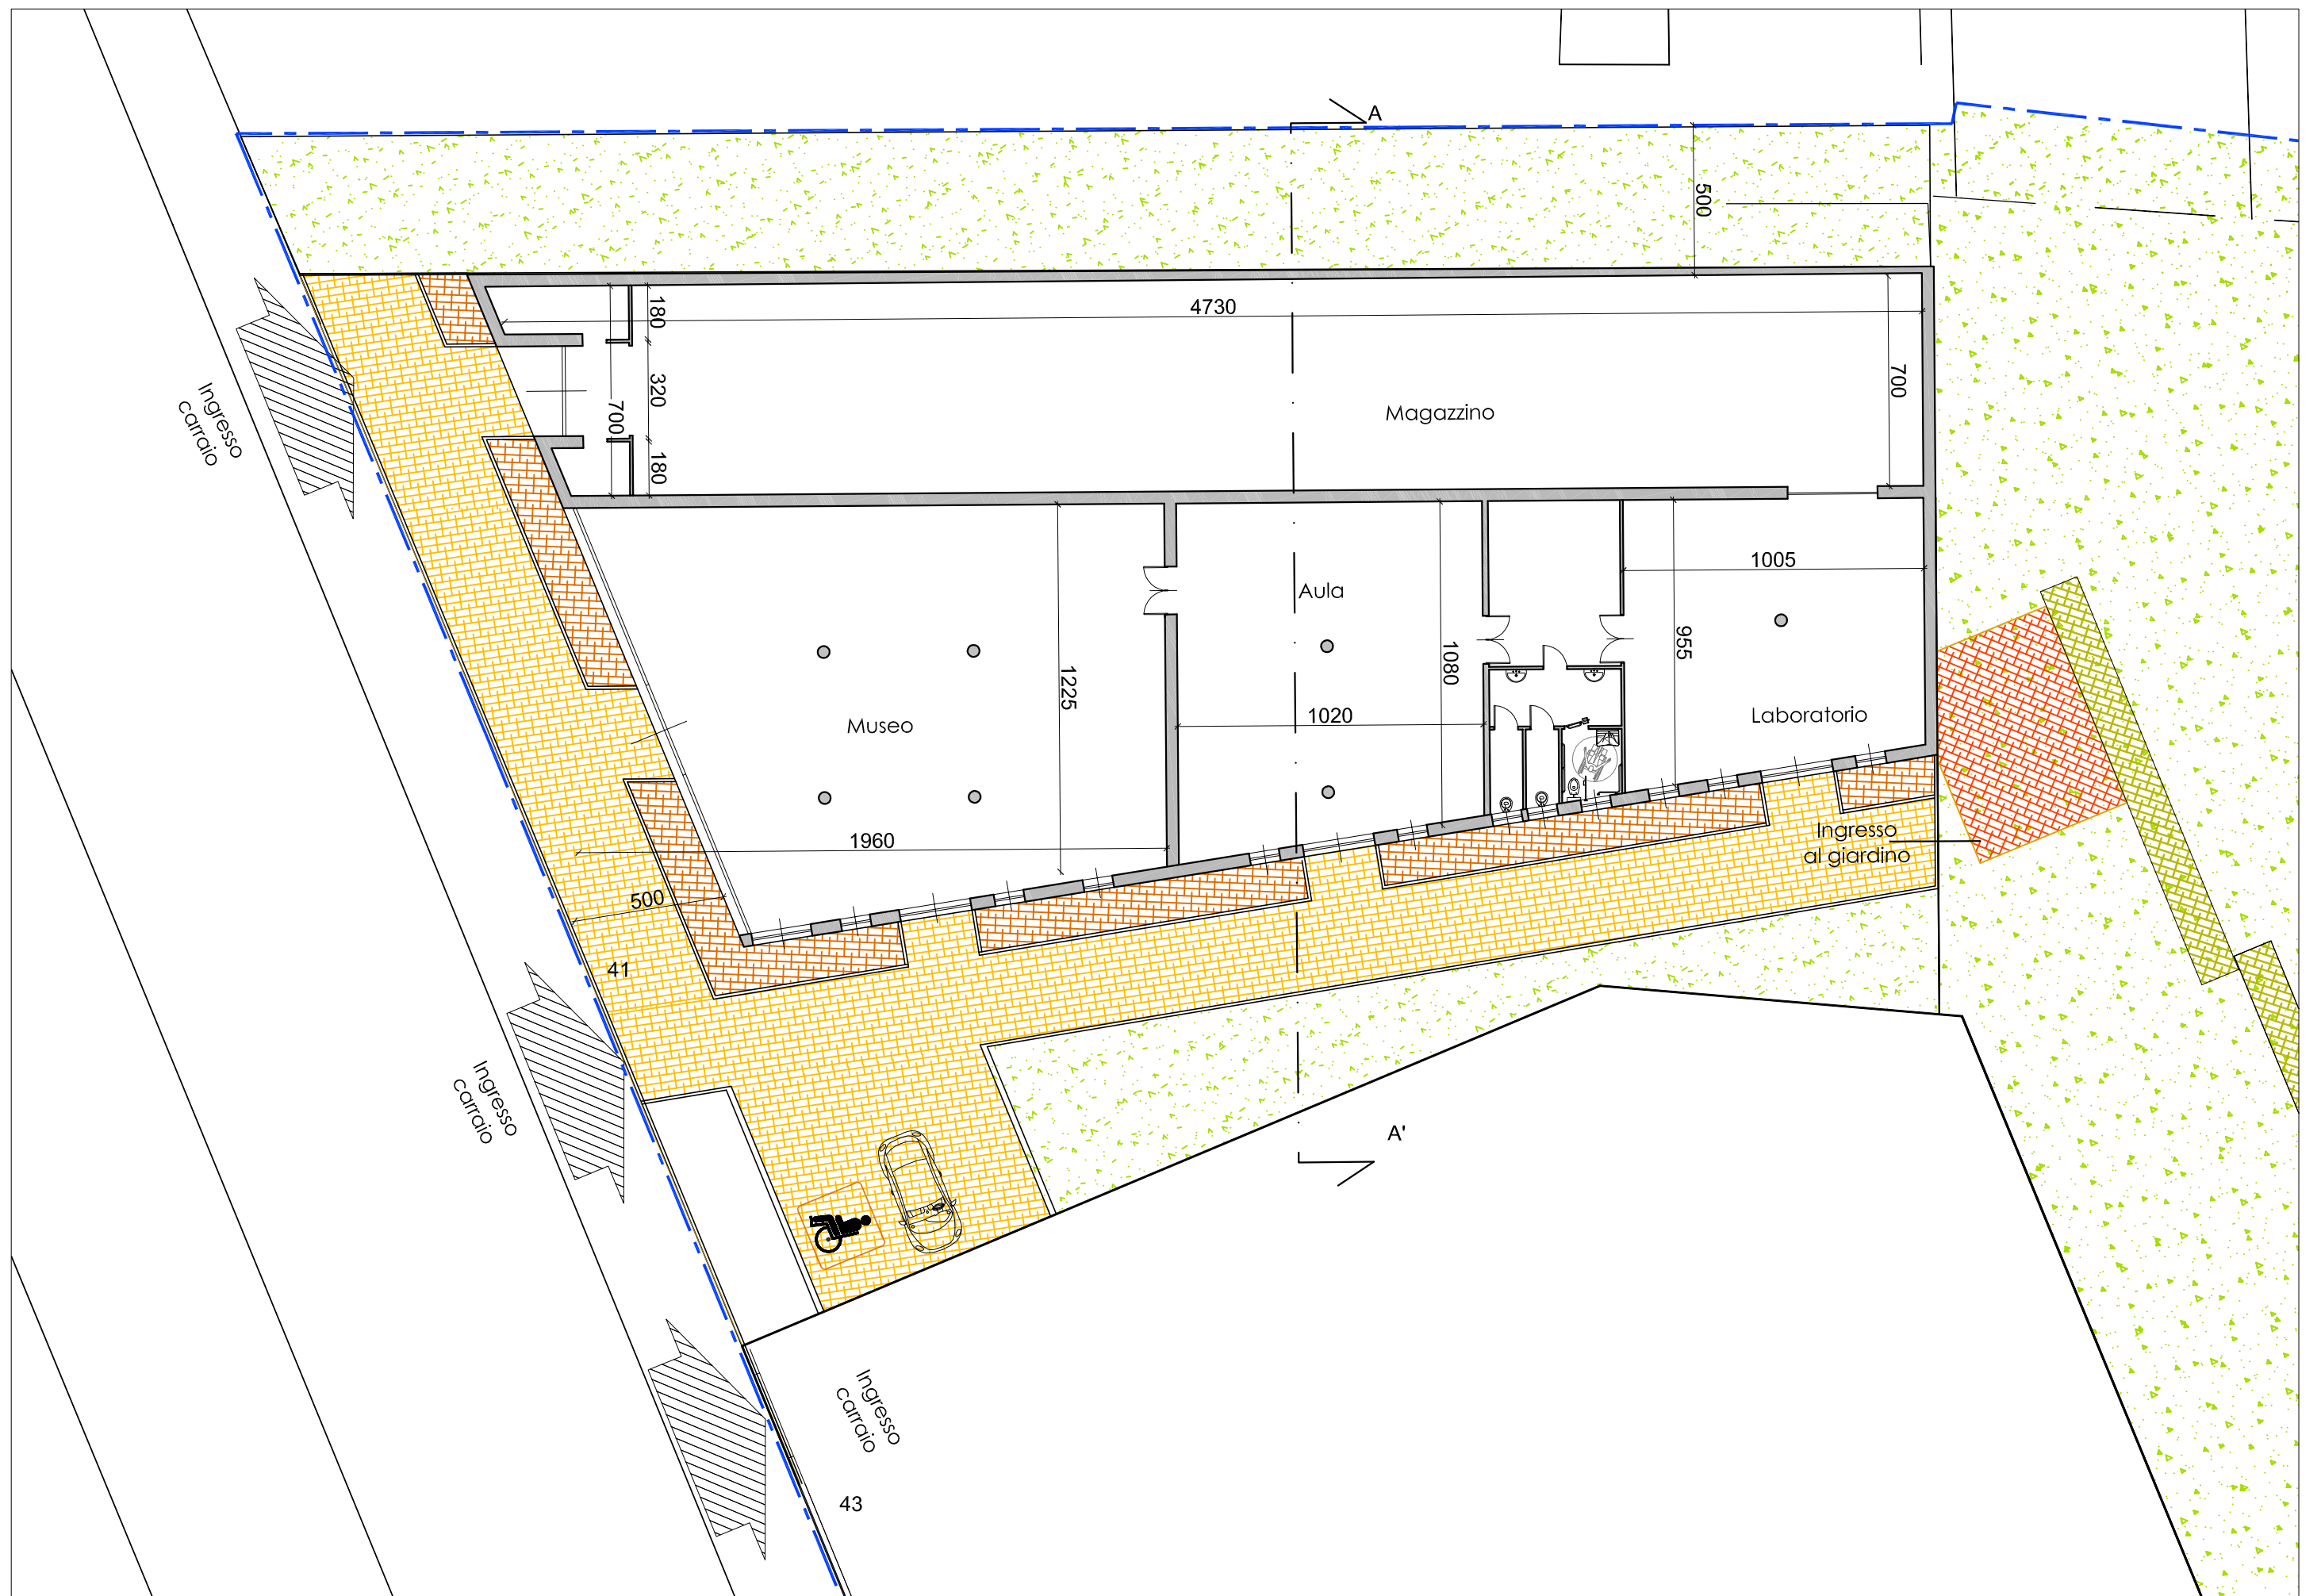 A
500
4730
180
320
700
180
700
Magazzino
Ingresso
carraio
1005
Aula
955
1080
1225
1020
Museo
Laboratorio
1960
Ingresso
al giardino
500
41
Ingresso
carraio
A'
Ingresso
carraio
43